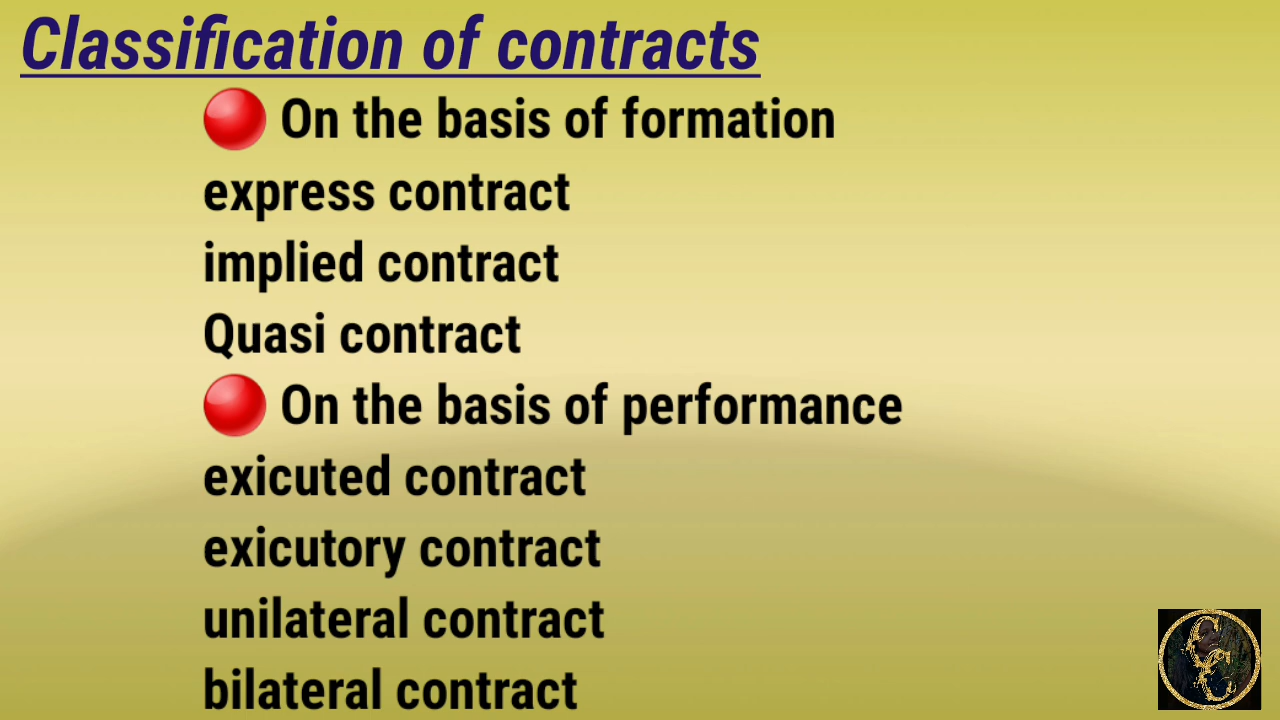 Classification of contracts
🔴 On the basis of formation
express contract
implied contract
Quasi contract
🔴 On the basis of performance
exicuted contract
exicutory contract
unilateral contract
bilateral contract